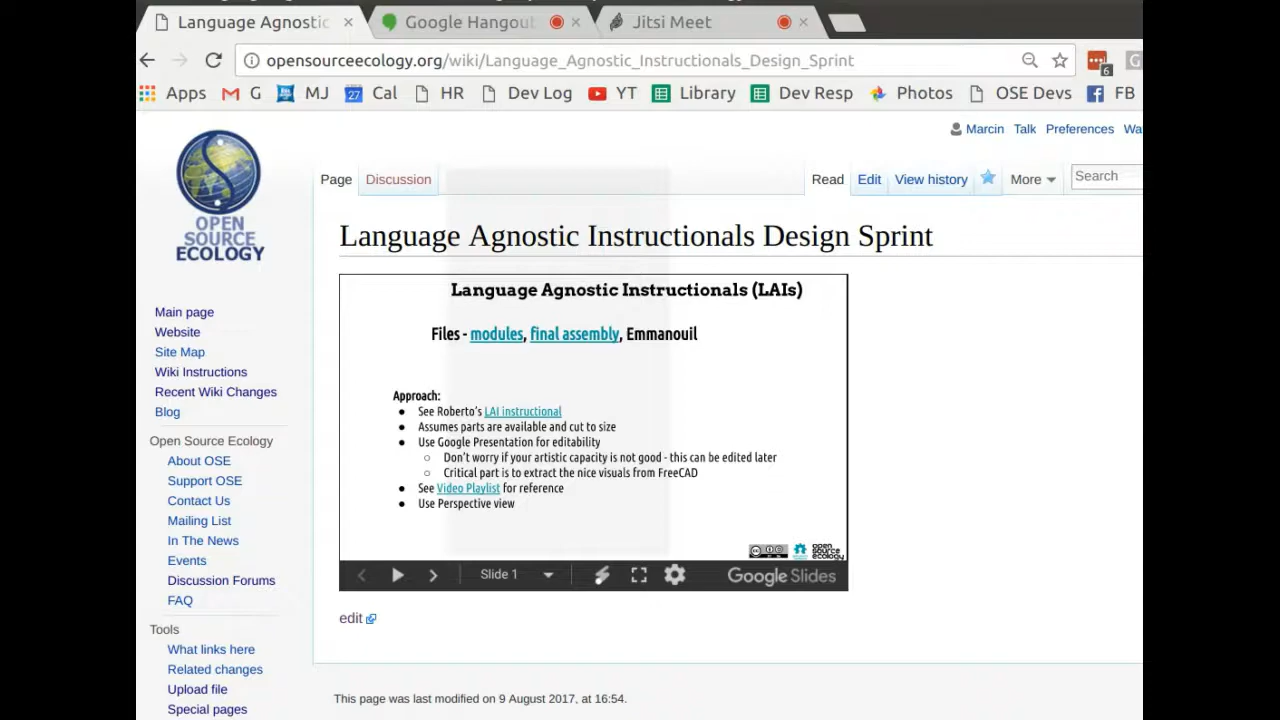 Language Agnostic
Google Hangout
Jitsi Meet
opensourceecology.org/wiki/Language_Agnostic_Instructionals_Design_Sprint
6
Apps G MJ 27 Cal HR Dev Log YT Library Dev Resp Photos OSE Devs FB
Marcin Talk Preferences Wa
Page Discussion Read Edit View history More Search
OPEN
SOURCE
ECOLOGY
Language Agnostic Instructionals Design Sprint
Language Agnostic Instructionals (LAIs)
Files - modules, final assembly, Emmanouil
Approach:
● See Roberto's LAI instructional
● Assumes parts are available and cut to size
● Use Google Presentation for editability
○ Don't worry if your artistic capacity is not good - this can be edited later
○ Critical part is to extract the nice visuals from FreeCAD
● See Video Playlist for reference
● Use Perspective view
open
source
ecology
Slide 1
Google Slides
edit
Main page
Website
Site Map
Wiki Instructions
Recent Wiki Changes
Blog
Open Source Ecology
About OSE
Support OSE
Contact Us
Mailing List
In The News
Events
Discussion Forums
FAQ
Tools
What links here
Related changes
Upload file
Special pages
This page was last modified on 9 August 2017, at 16:54.